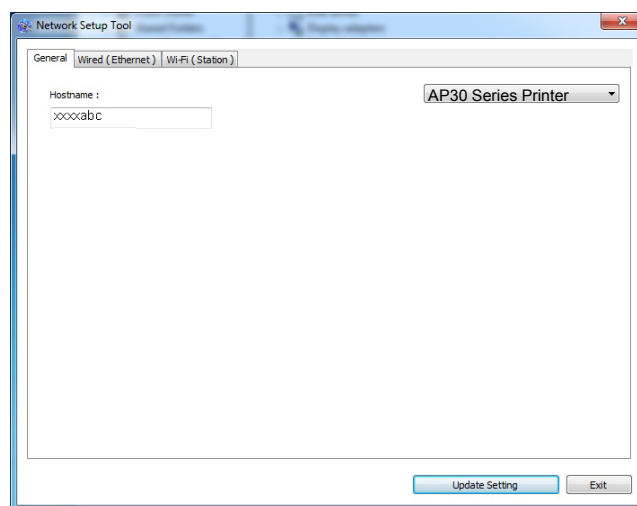 Network Setup Tool
General
Wired ( Ethernet )
Wi-Fi ( Station )
Hostname :
AP30 Series Printer
xxxxabc
Update Setting
Exit